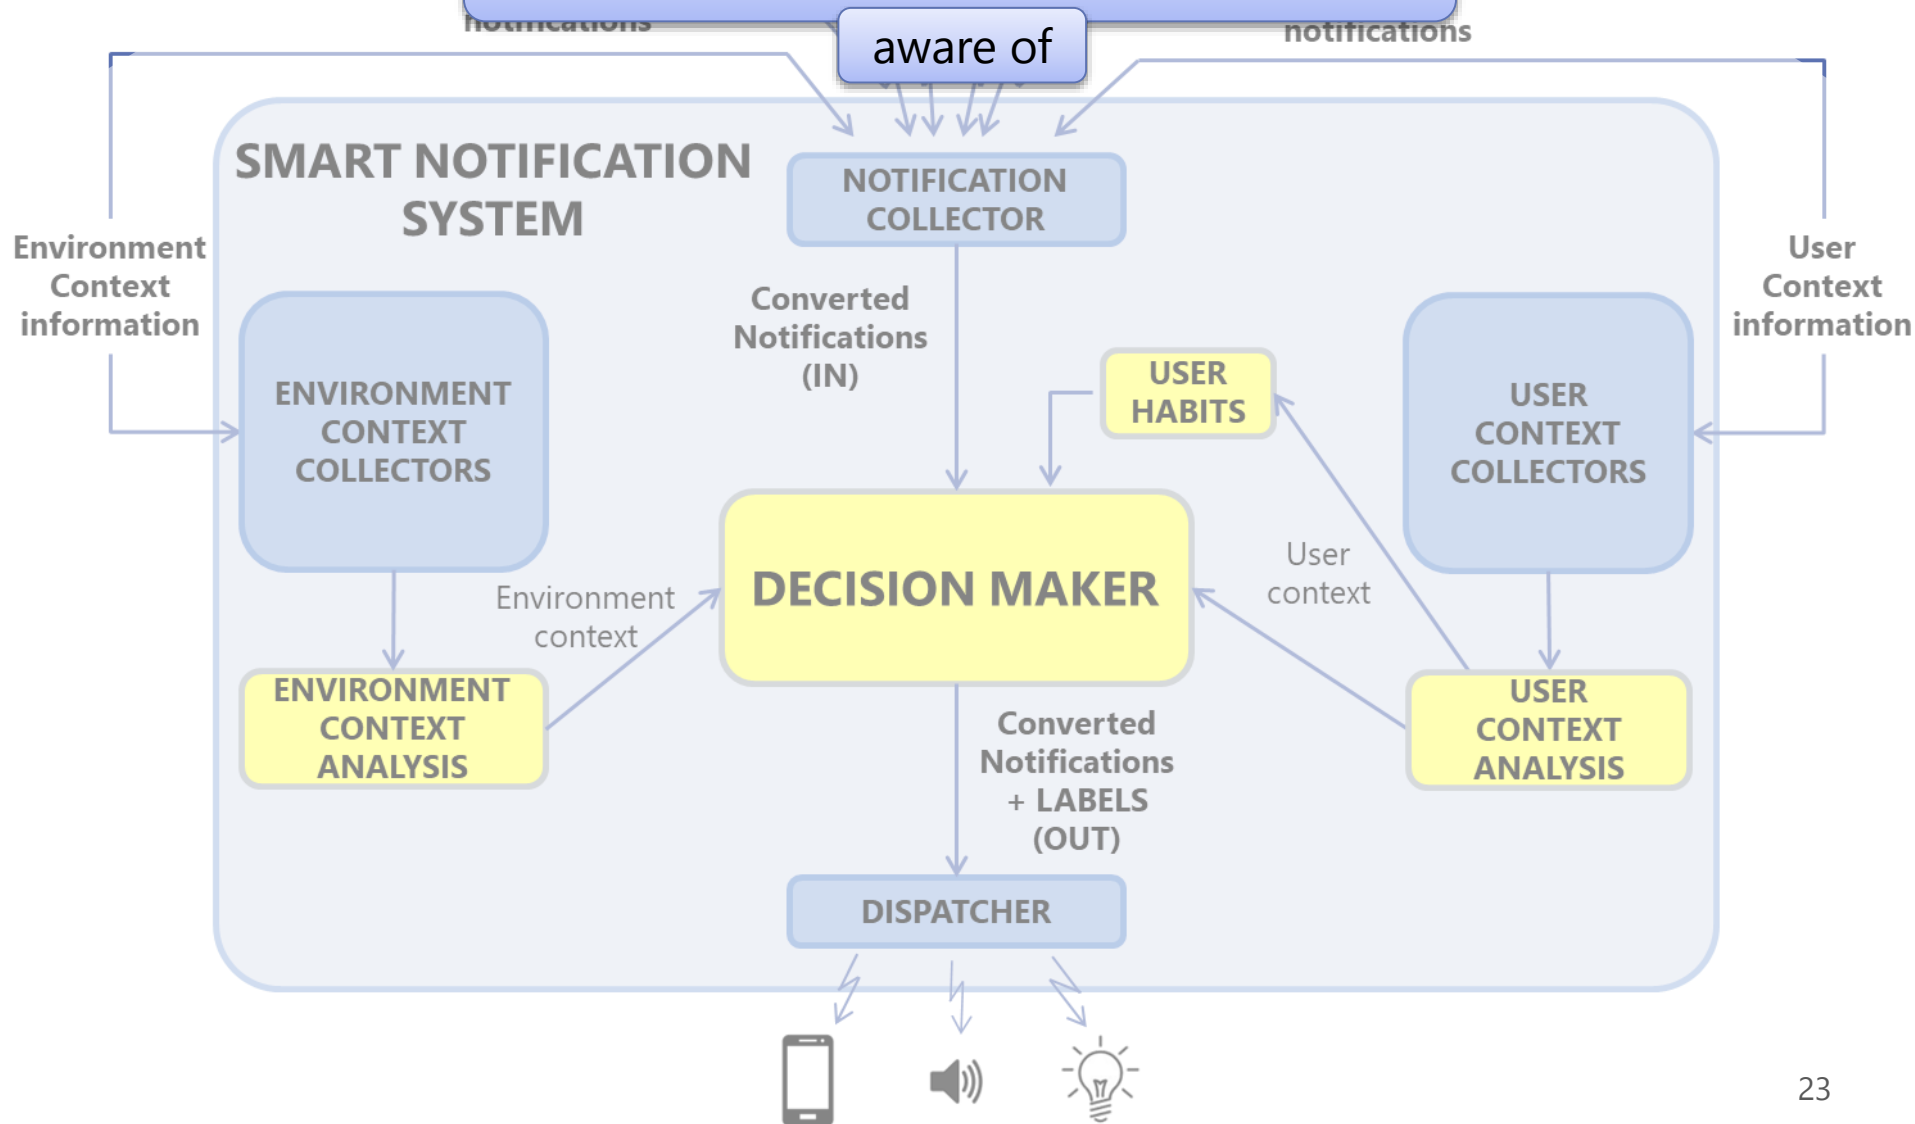 notifications
aware of
notifications
SMART NOTIFICATION
SYSTEM
NOTIFICATION
COLLECTOR
Environment
Context
information
User
Context
information
Converted
Notifications
(IN)
USER
HABITS
ENVIRONMENT
CONTEXT
COLLECTORS
USER
CONTEXT
COLLECTORS
DECISION MAKER
Environment
context
User
context
ENVIRONMENT
CONTEXT
ANALYSIS
USER
CONTEXT
ANALYSIS
Converted
Notifications
+ LABELS
(OUT)
DISPATCHER
23